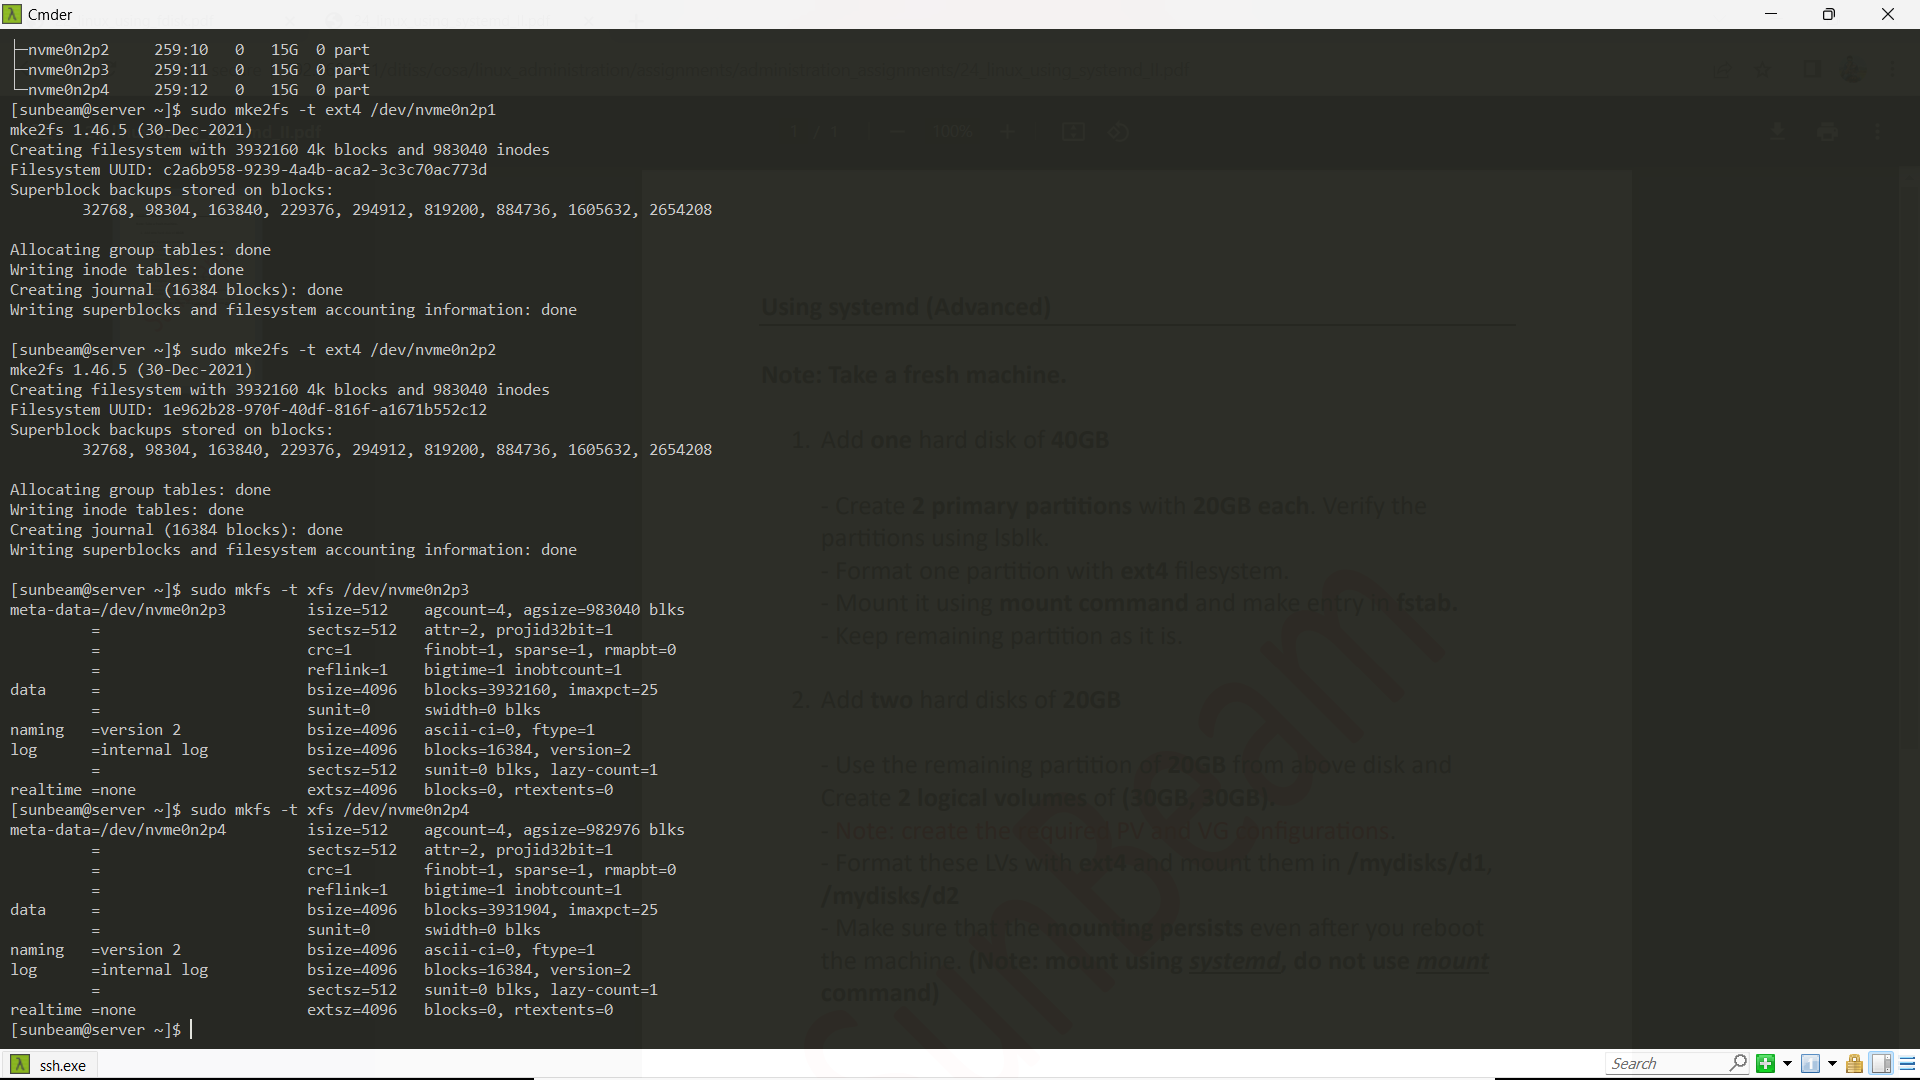 Cmder
├─nvme0n2p2     259:10   0   15G  0 part
├─nvme0n2p3     259:11   0   15G  0 part
└─nvme0n2p4     259:12   0   15G  0 part
[sunbeam@server ~]$ sudo mke2fs -t ext4 /dev/nvme0n2p1
mke2fs 1.46.5 (30-Dec-2021)
Creating filesystem with 3932160 4k blocks and 983040 inodes
Filesystem UUID: c2a6b958-9239-4a4b-aca2-3c3c70ac773d
Superblock backups stored on blocks:
        32768, 98304, 163840, 229376, 294912, 819200, 884736, 1605632, 2654208
Allocating group tables: done
Writing inode tables: done
Creating journal (16384 blocks): done
Writing superblocks and filesystem accounting information: done
[sunbeam@server ~]$ sudo mke2fs -t ext4 /dev/nvme0n2p2
mke2fs 1.46.5 (30-Dec-2021)
Creating filesystem with 3932160 4k blocks and 983040 inodes
Filesystem UUID: 1e962b28-970f-40df-816f-a1671b552c12
Superblock backups stored on blocks:
        32768, 98304, 163840, 229376, 294912, 819200, 884736, 1605632, 2654208
Allocating group tables: done
Writing inode tables: done
Creating journal (16384 blocks): done
Writing superblocks and filesystem accounting information: done
[sunbeam@server ~]$ sudo mkfs -t xfs /dev/nvme0n2p3
meta-data=/dev/nvme0n2p3         isize=512    agcount=4, agsize=983040 blks
         =                       sectsz=512   attr=2, projid32bit=1
         =                       crc=1        finobt=1, sparse=1, rmapbt=0
         =                       reflink=1    bigtime=1 inobtcount=1
data     =                       bsize=4096   blocks=3932160, imaxpct=25
         =                       sunit=0      swidth=0 blks
naming   =version 2              bsize=4096   ascii-ci=0, ftype=1
log      =internal log           bsize=4096   blocks=16384, version=2
         =                       sectsz=512   sunit=0 blks, lazy-count=1
realtime =none                   extsz=4096   blocks=0, rtextents=0
[sunbeam@server ~]$ sudo mkfs -t xfs /dev/nvme0n2p4
meta-data=/dev/nvme0n2p4         isize=512    agcount=4, agsize=982976 blks
         =                       sectsz=512   attr=2, projid32bit=1
         =                       crc=1        finobt=1, sparse=1, rmapbt=0
         =                       reflink=1    bigtime=1 inobtcount=1
data     =                       bsize=4096   blocks=3931904, imaxpct=25
         =                       sunit=0      swidth=0 blks
naming   =version 2              bsize=4096   ascii-ci=0, ftype=1
log      =internal log           bsize=4096   blocks=16384, version=2
         =                       sectsz=512   sunit=0 blks, lazy-count=1
realtime =none                   extsz=4096   blocks=0, rtextents=0
[sunbeam@server ~]$
Using systemd (Advanced)
Note: Take a fresh machine.
1. Add one hard disk of 40GB
- Create 2 primary partitions with 20GB each. Verify the
partitions using lsblk.
- Format one partition with ext4 filesystem.
- Mount it using mount command and make entry in fstab.
- Keep remaining partition as it is.
2. Add two hard disks of 20GB
- Use the remaining partition of 20GB from above disk and
Create 2 logical volumes of (30GB, 30GB).
- Note: create the required PV and VG configurations.
- Format these LVs with ext4 and mount them in /mydisks/d1,
/mydisks/d2
- Make sure that the mounting persists even after you reboot
the machine. (Note: mount using systemd, do not use mount
command)
SunBeam
ssh.exe
Search